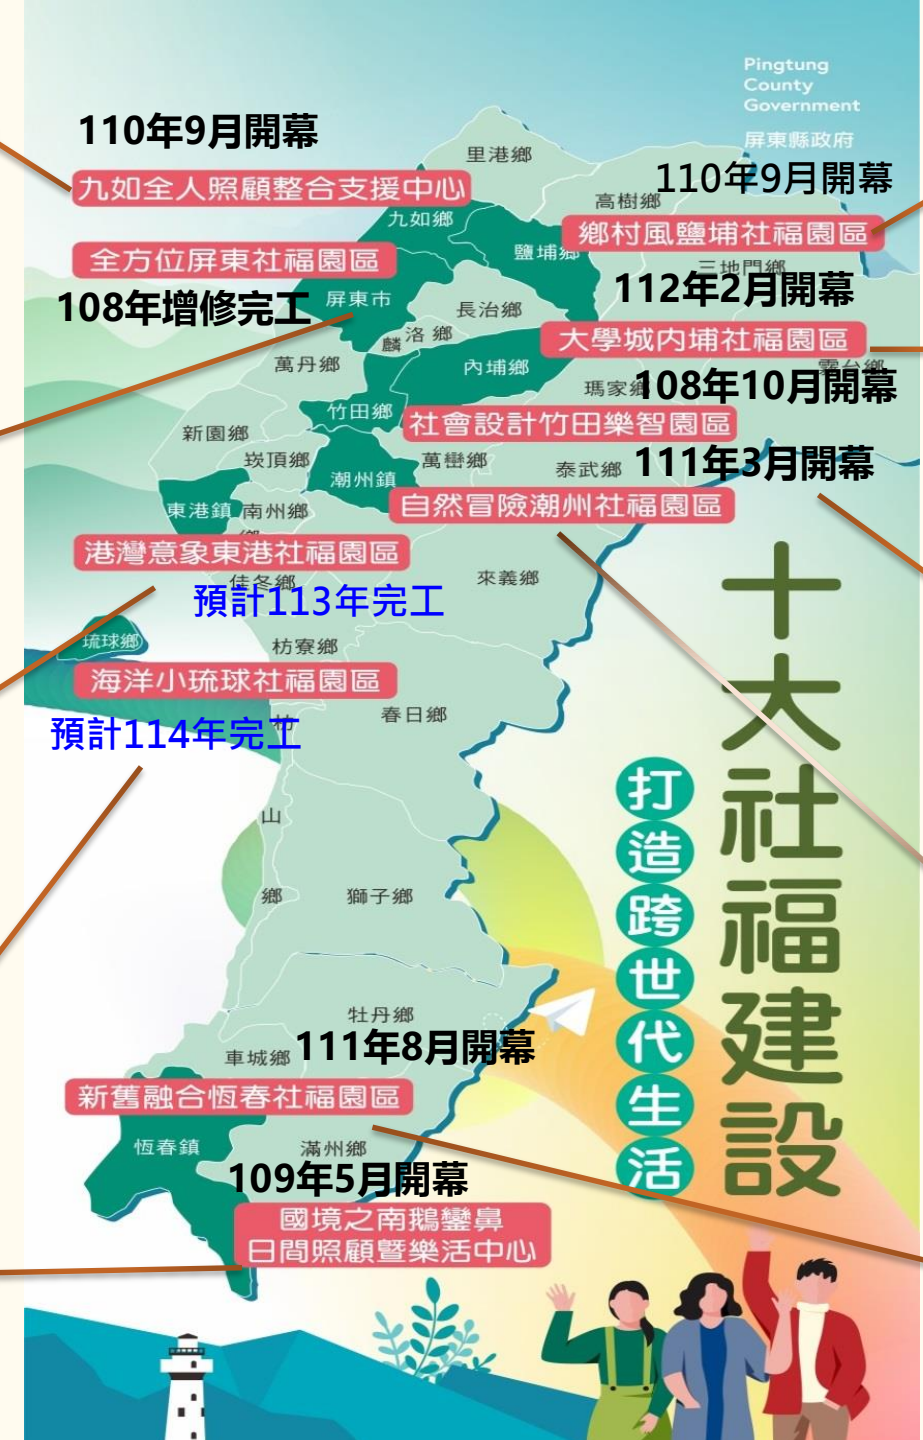 Pingtung
County
Government
屏東縣政府
110年9月開幕
九如全人照顧整合支援中心
里港鄉
高樹鄉
110年9月開幕
九如鄉
鹽埔鄉
鄉村風鹽埔社福園區
全方位屏東社福園區
三地門鄉
108年增修完工
屏東市
長治鄉
112年2月開幕
麟洛鄉
大學城內埔社福園區
萬丹鄉
內埔鄉
瑪家鄉
霧台鄉
108年10月開幕
竹田鄉
社會設計竹田樂智園區
新園鄉
崁頂鄉
潮州鎮
萬巒鄉
泰武鄉
111年3月開幕
東港鎮
南州鄉
自然冒險潮州社福園區
港灣意象東港社福園區
佳冬鄉
來義鄉
預計113年完工
琉球鄉
枋寮鄉
海洋小琉球社福園區
春日鄉
預計114年完工
枋
山
鄉
獅子鄉
牡丹鄉
車城鄉
111年8月開幕
新舊融合恆春社福園區
恆春鎮
滿州鄉
109年5月開幕
國境之南鵝鑾鼻
日間照顧暨樂活中心
十大社福建設
打造跨世代生活